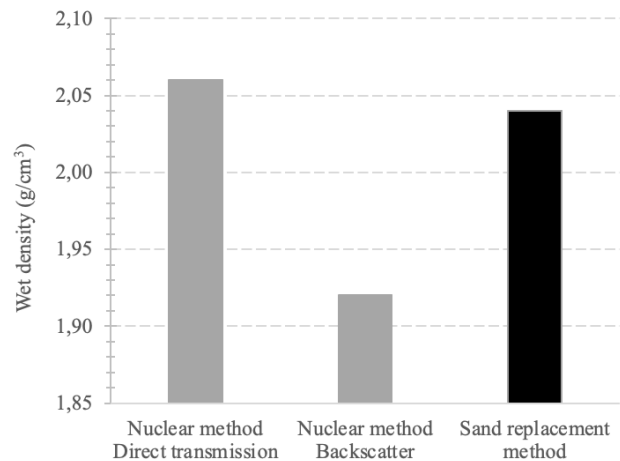 2,10
2,05
2,00
1,95
1,90
1,85
Wet density (g/cm³)
Nuclear method
Direct transmission
Nuclear method
Backscatter
Sand replacement
method